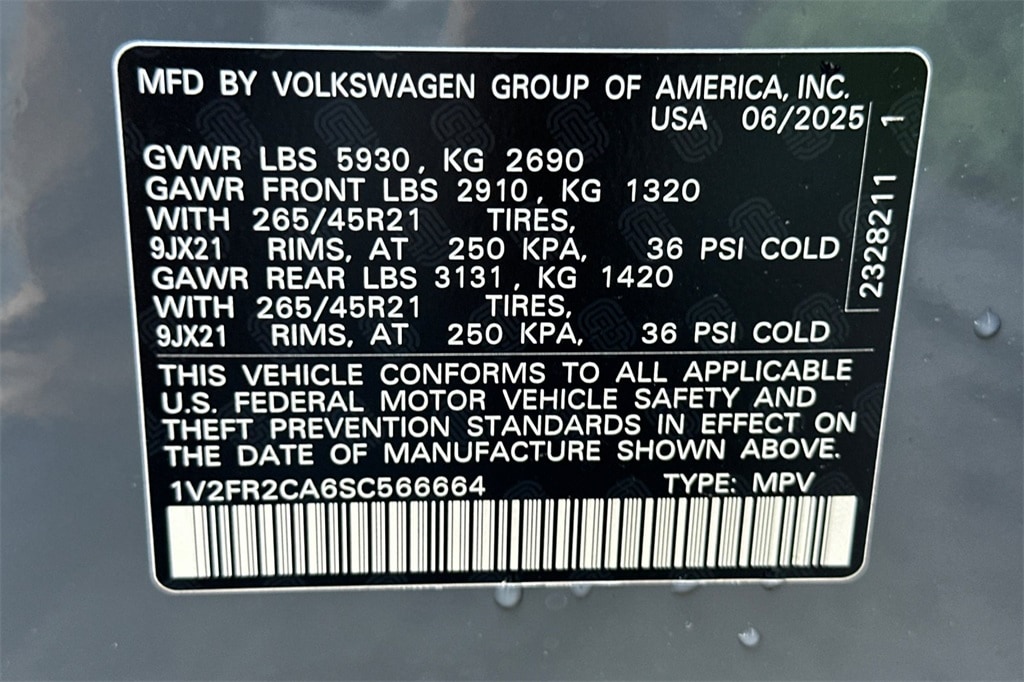 MFD BY VOLKSWAGEN GROUP OF AMERICA, INC.
USA 06/2025
GVWR LBS 5930, KG 2690
GAWR FRONT LBS 2910, KG 1320
WITH 265/45R21 TIRES,
9JX21 RIMS, AT 250 KPA, 36 PSI COLD
GAWR REAR LBS 3131, KG 1420
WITH 265/45R21 TIRES,
9JX21 RIMS, AT 250 KPA, 36 PSI COLD
2328211 1
THIS VEHICLE CONFORMS TO ALL APPLICABLE
U.S. FEDERAL MOTOR VEHICLE SAFETY AND
THEFT PREVENTION STANDARDS IN EFFECT ON
THE DATE OF MANUFACTURE SHOWN ABOVE.
1V2FR2CA6SC566664 TYPE: MPV